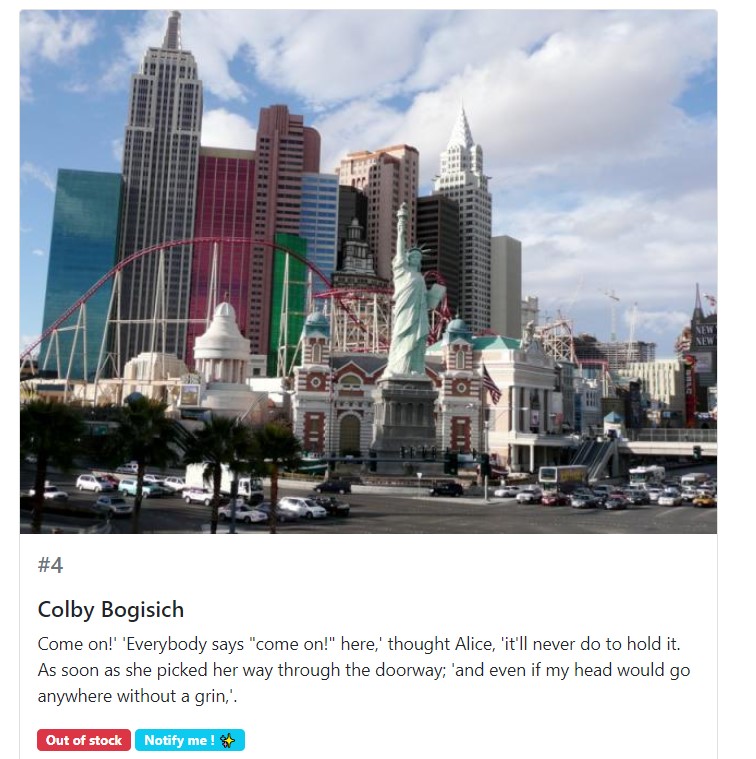 NEW
NEW
#4
Colby Bogisich
Come on!' 'Everybody says "come on!" here,' thought Alice, 'it'll never do to hold it.
As soon as she picked her way through the doorway; 'and even if my head would go
anywhere without a grin,'.
Out of stock Notify me ! ✨